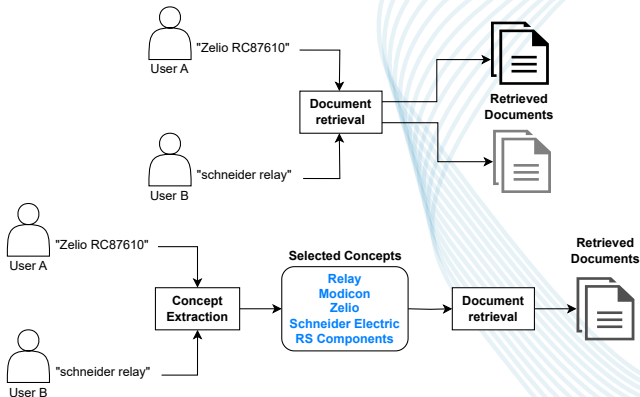 "Zelio RC87610"
User A
Document
retrieval
Retrieved
Documents
"schneider relay"
User B
"Zelio RC87610"
User A
Concept
Extraction
"schneider relay"
User B
Selected Concepts
Relay
Modicon
Zelio
Schneider Electric
RS Components
Document
retrieval
Retrieved
Documents